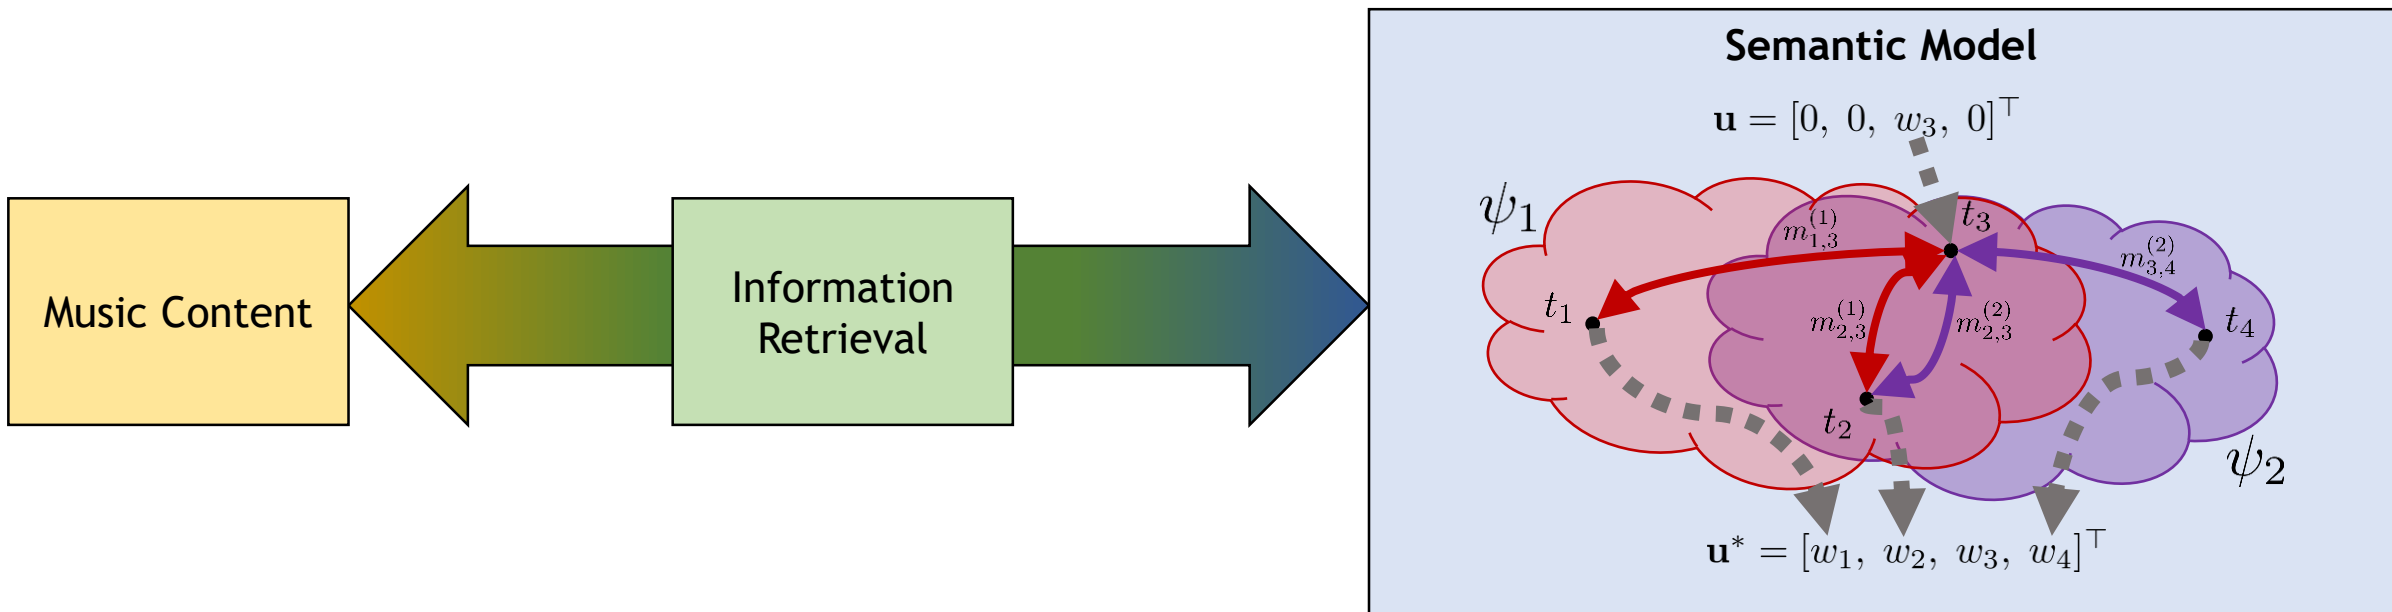 Semantic Model
u = [0, 0, w₃, 0]^⊤
ψ₁
t₃
m₁,₃^(1)
m₃,₄^(2)
Music Content
Information
Retrieval
t₁
m₂,₃^(1)
m₂,₃^(2)
t₄
t₂
ψ₂
u* = [w₁, w₂, w₃, w₄]^⊤